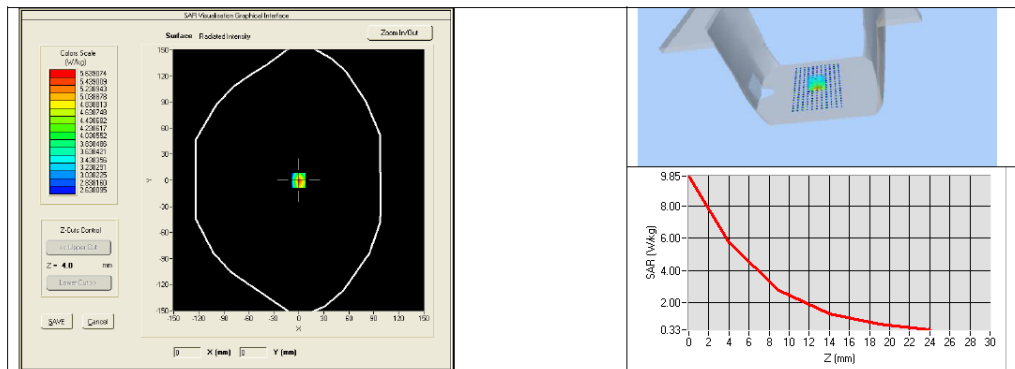 SAR Visualisation Graphical Interface
Surface Radiated Intensity
Zoom In/Out
Colors Scale
(W/kg)
5.639074
5.439009
5.238943
5.038878
4.838813
4.638748
4.438682
4.238617
4.038552
3.838486
3.638421
3.438356
3.238291
3.038225
2.838160
2.638095
Z-Cuts Control
<< Upper Cut
Z = 4.0 mm
Lower Cut >>
SAVE
Cancel
150
120
90
60
30
0
-30
-60
-90
-120
-150
Y
-150 -120 -90 -60 -30 0 30 60 90 120 150
X
0 X (mm) 0 Y (mm)
9.85
8.00
6.00
4.00
2.00
0.33
SAR (W/kg)
0 2 4 6 8 10 12 14 16 18 20 22 24 26 28 30
Z (mm)